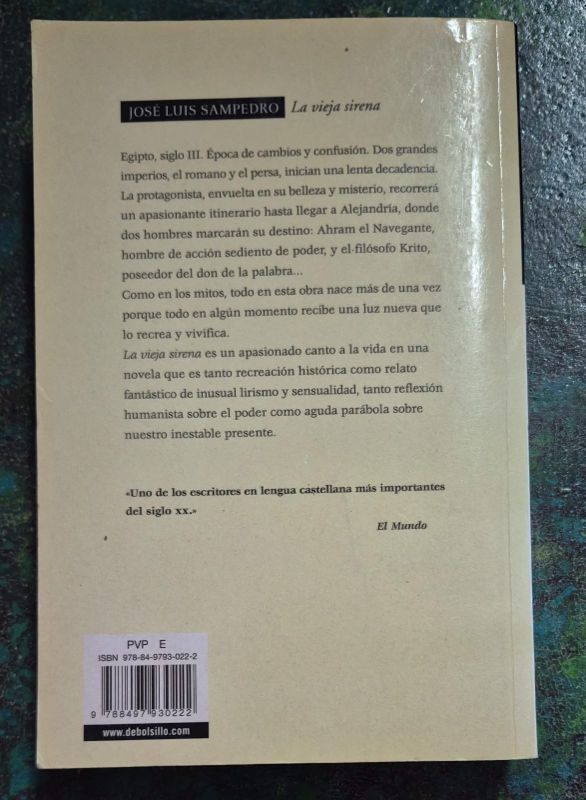 JOSÉ LUIS SAMPEDRO La vieja sirena
Egipto, siglo III. Época de cambios y confusión. Dos grandes
imperios, el romano y el persa, inician una lenta decadencia.
La protagonista, envuelta en su belleza y misterio, recorrerá
un apasionante itinerario hasta llegar a Alejandría, donde
dos hombres marcarán su destino: Ahram el Navegante,
hombre de acción sediento de poder, y el filósofo Krito,
poseedor del don de la palabra...
Como en los mitos, todo en esta obra nace más de una vez
porque todo en algún momento recibe una luz nueva que
lo recrea y vivifica.
La vieja sirena es un apasionado canto a la vida en una
novela que es tanto recreación histórica como relato
fantástico de inusual lirismo y sensualidad, tanto reflexión
humanista sobre el poder como aguda parábola sobre
nuestro inestable presente.
«Uno de los escritores en lengua castellana más importantes
del siglo XX.»
El Mundo
PVP E
ISBN 978-84-9793-022-2
9 788497 930222
www.debolsillo.com